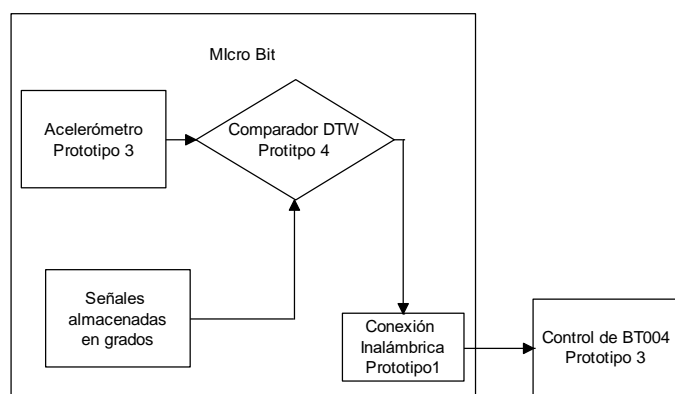 MIcro Bit
Acelerómetro
Prototipo 3
Comparador DTW
Protitpo 4
Señales
almacenadas
en grados
Conexión
Inalámbrica
Prototipo1
Control de BT004
Prototipo 3